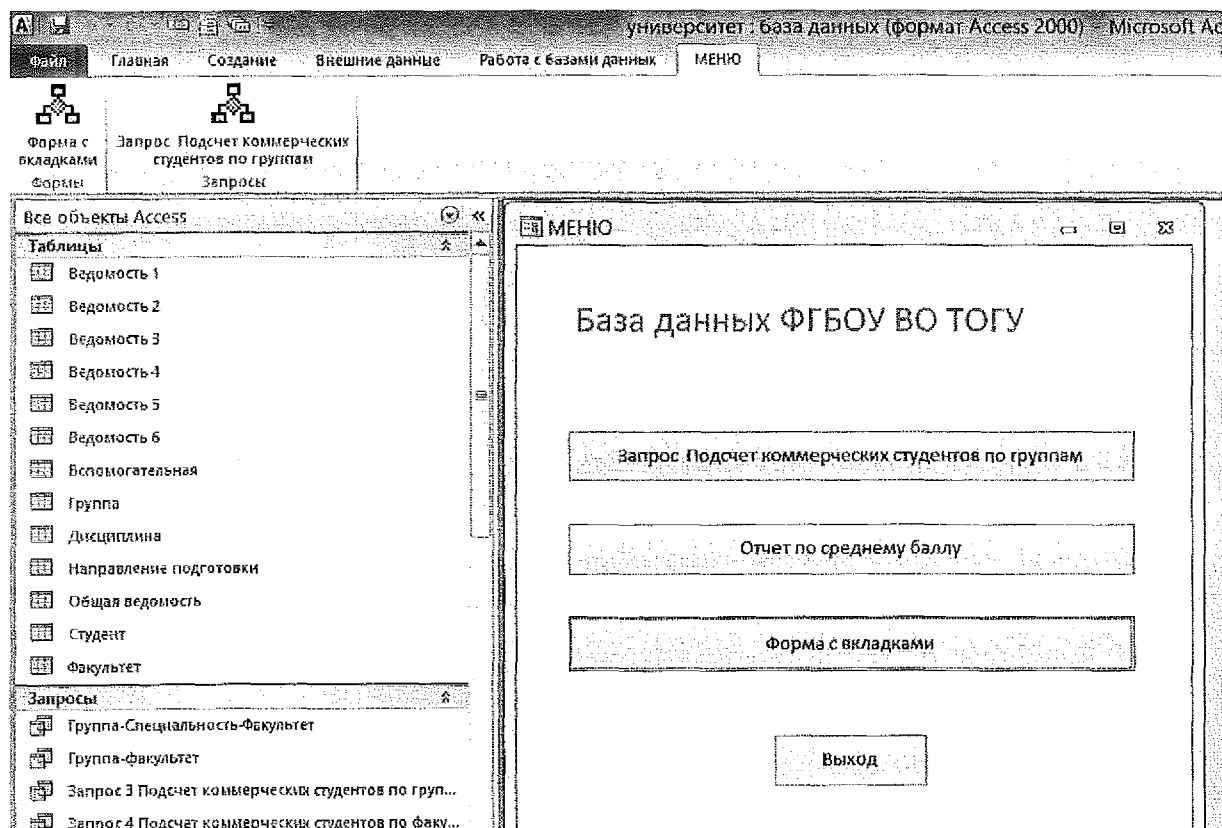 университет : база данных (формат Access 2000) – Microsoft Ac
Файл Главная Создание Внешние данные Работа с базами данных МЕНЮ
Форма с вкладками
Запрос Подсчет коммерческих студентов по группам
Формы
Запросы
Все объекты Access
Таблицы
Ведомость 1
Ведомость 2
Ведомость 3
Ведомость 4
Ведомость 5
Ведомость 6
Вспомогательная
Группа
Дисциплина
Направление подготовки
Общая ведомость
Студент
Факультет
Запросы
Группа-Специальность-Факультет
Группа-факультет
Запрос 3 Подсчет коммерческих студентов по груп...
Запрос 4 Подсчет коммерческих студентов по факу...
МЕНЮ
База данных ФГБОУ ВО ТОГУ
Запрос Подсчет коммерческих студентов по группам
Отчет по среднему баллу
Форма с вкладками
Выход